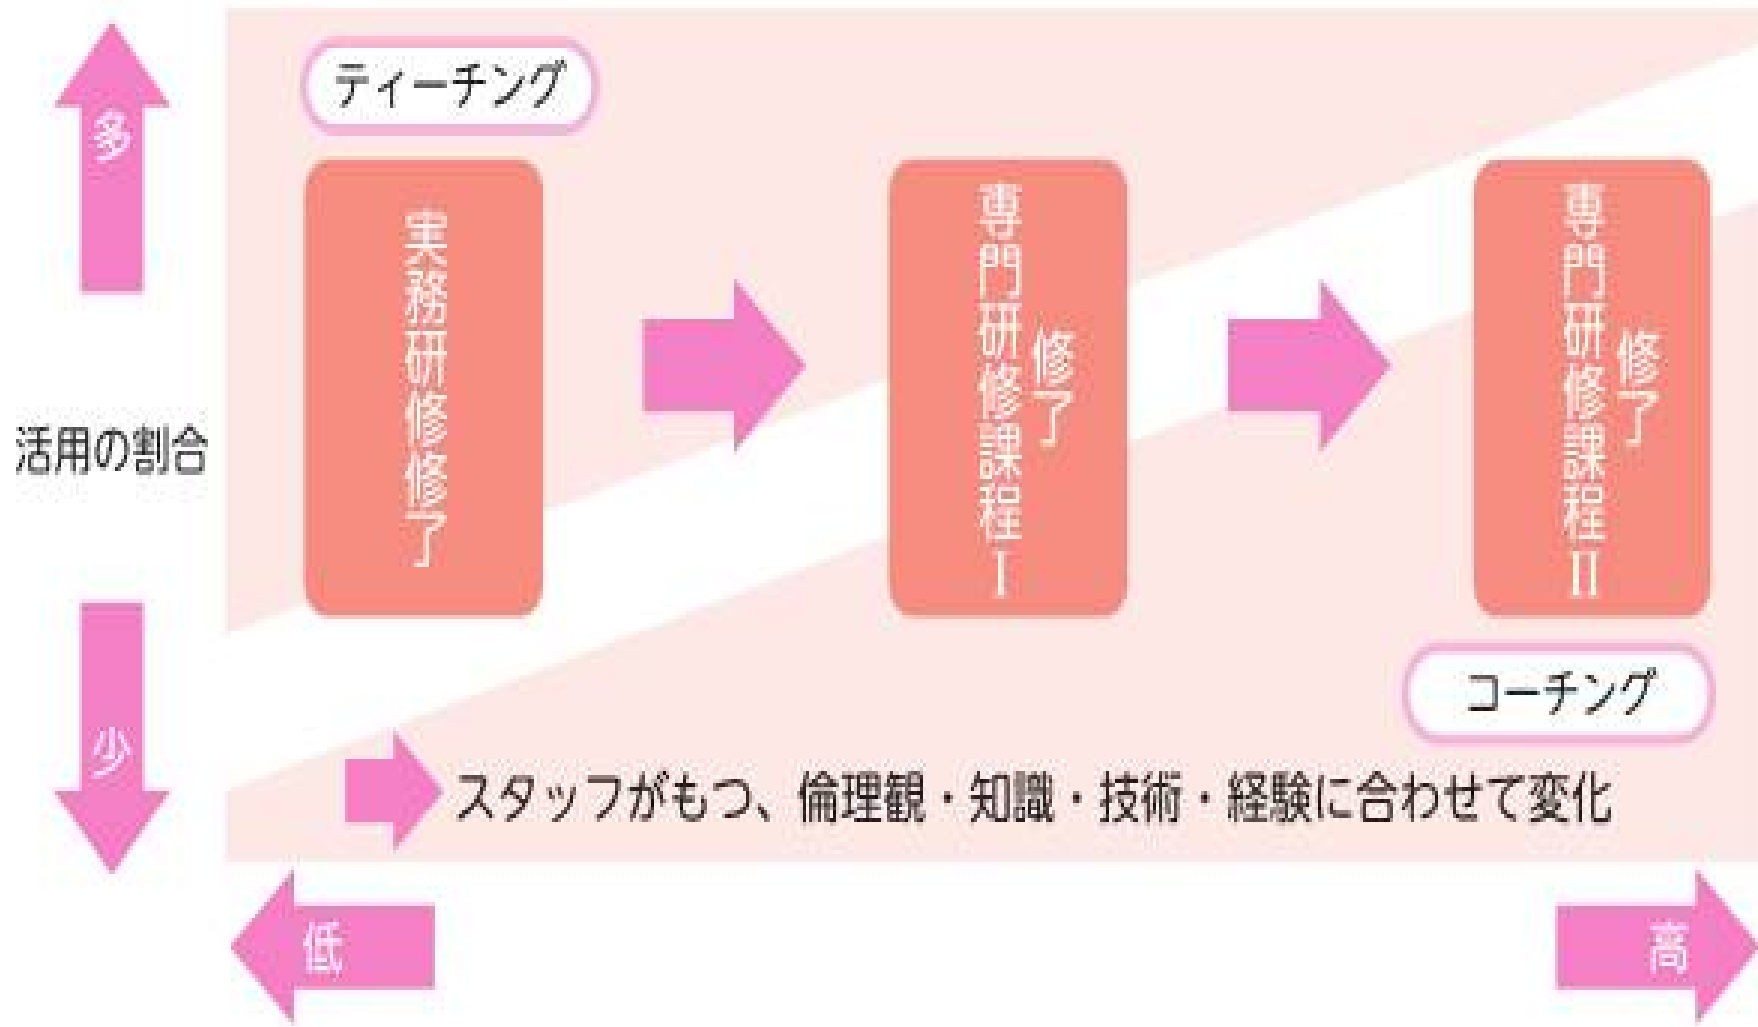 多
活用の割合
少
ティーチング
実務研修修了
専門研修課程Ⅰ
修了
専門研修課程Ⅱ
修了
コーチング
スタッフがもつ、倫理観・知識・技術・経験に合わせて変化
低
高